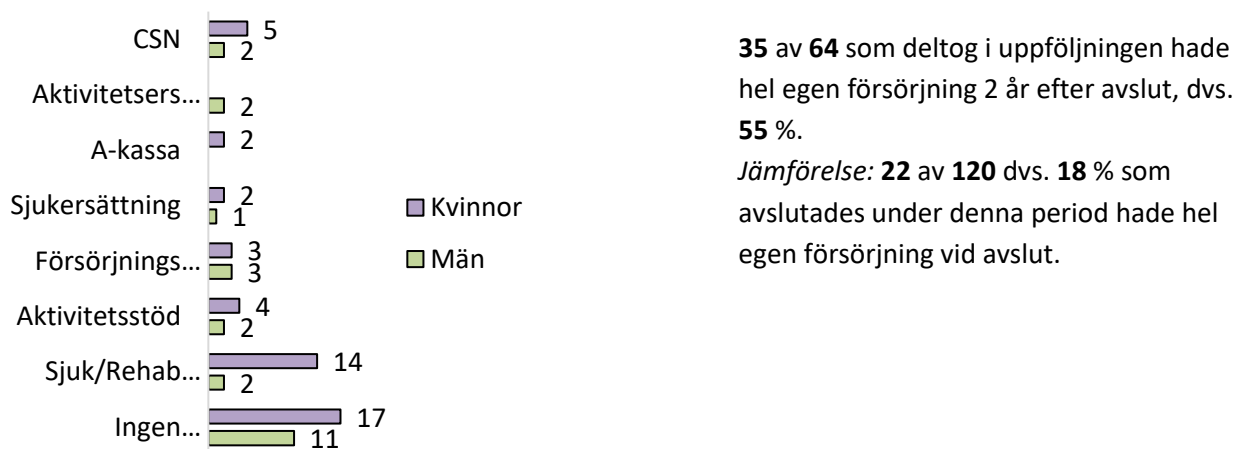 CSN
5
2
Aktivitetsers...
2
A-kassa
2
Sjukersättning
2
1
Försörjnings...
3
3
Aktivitetsstöd
4
2
Sjuk/Rehab...
14
2
Ingen...
17
11
Kvinnor
Män
35 av 64 som deltog i uppföljningen hade
hel egen försörjning 2 år efter avslut, dvs.
55 %.
Jämförelse: 22 av 120 dvs. 18 % som
avslutades under denna period hade hel
egen försörjning vid avslut.